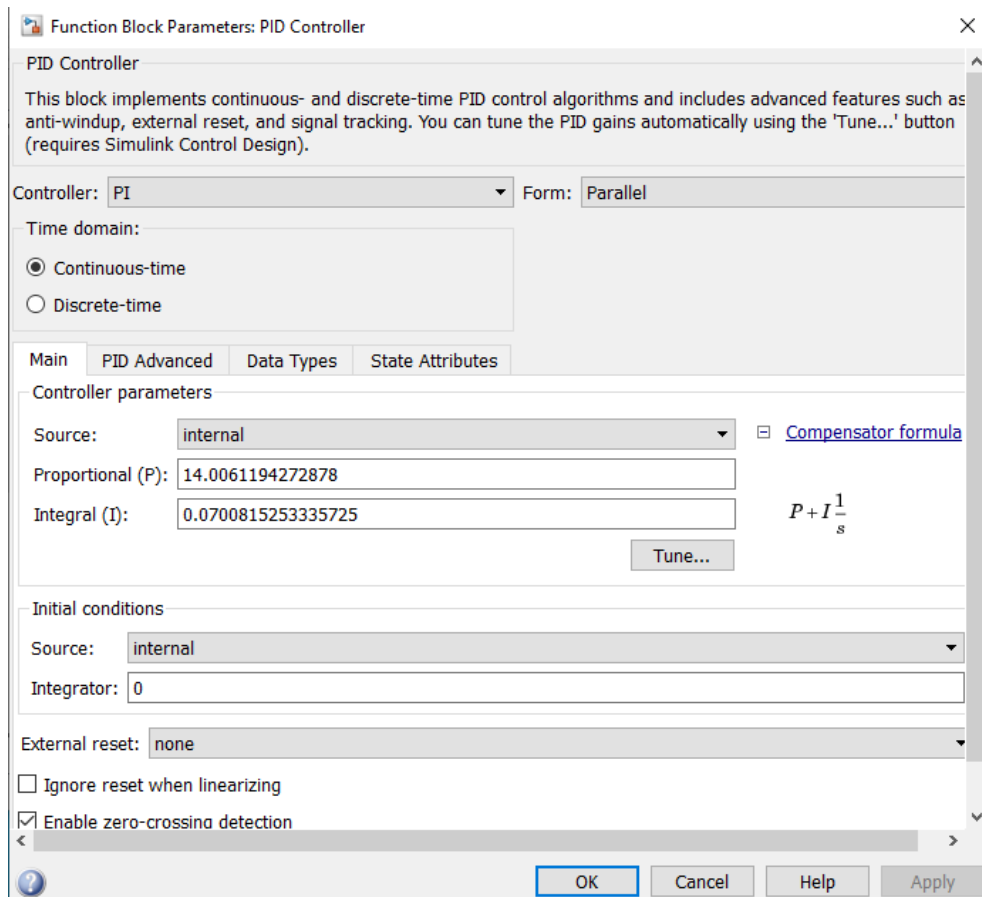 Function Block Parameters: PID Controller
PID Controller
This block implements continuous- and discrete-time PID control algorithms and includes advanced features such as
anti-windup, external reset, and signal tracking. You can tune the PID gains automatically using the 'Tune...' button
(requires Simulink Control Design).
Controller: PI Form: Parallel
Time domain:
Continuous-time
Discrete-time
Main PID Advanced Data Types State Attributes
Controller parameters
Source: internal Compensator formula
Proportional (P): 14.0061194272878
Integral (I): 0.0700815253335725
P + I 1/s
Tune...
Initial conditions
Source: internal
Integrator: 0
External reset: none
Ignore reset when linearizing
Enable zero-crossing detection
OK Cancel Help Apply